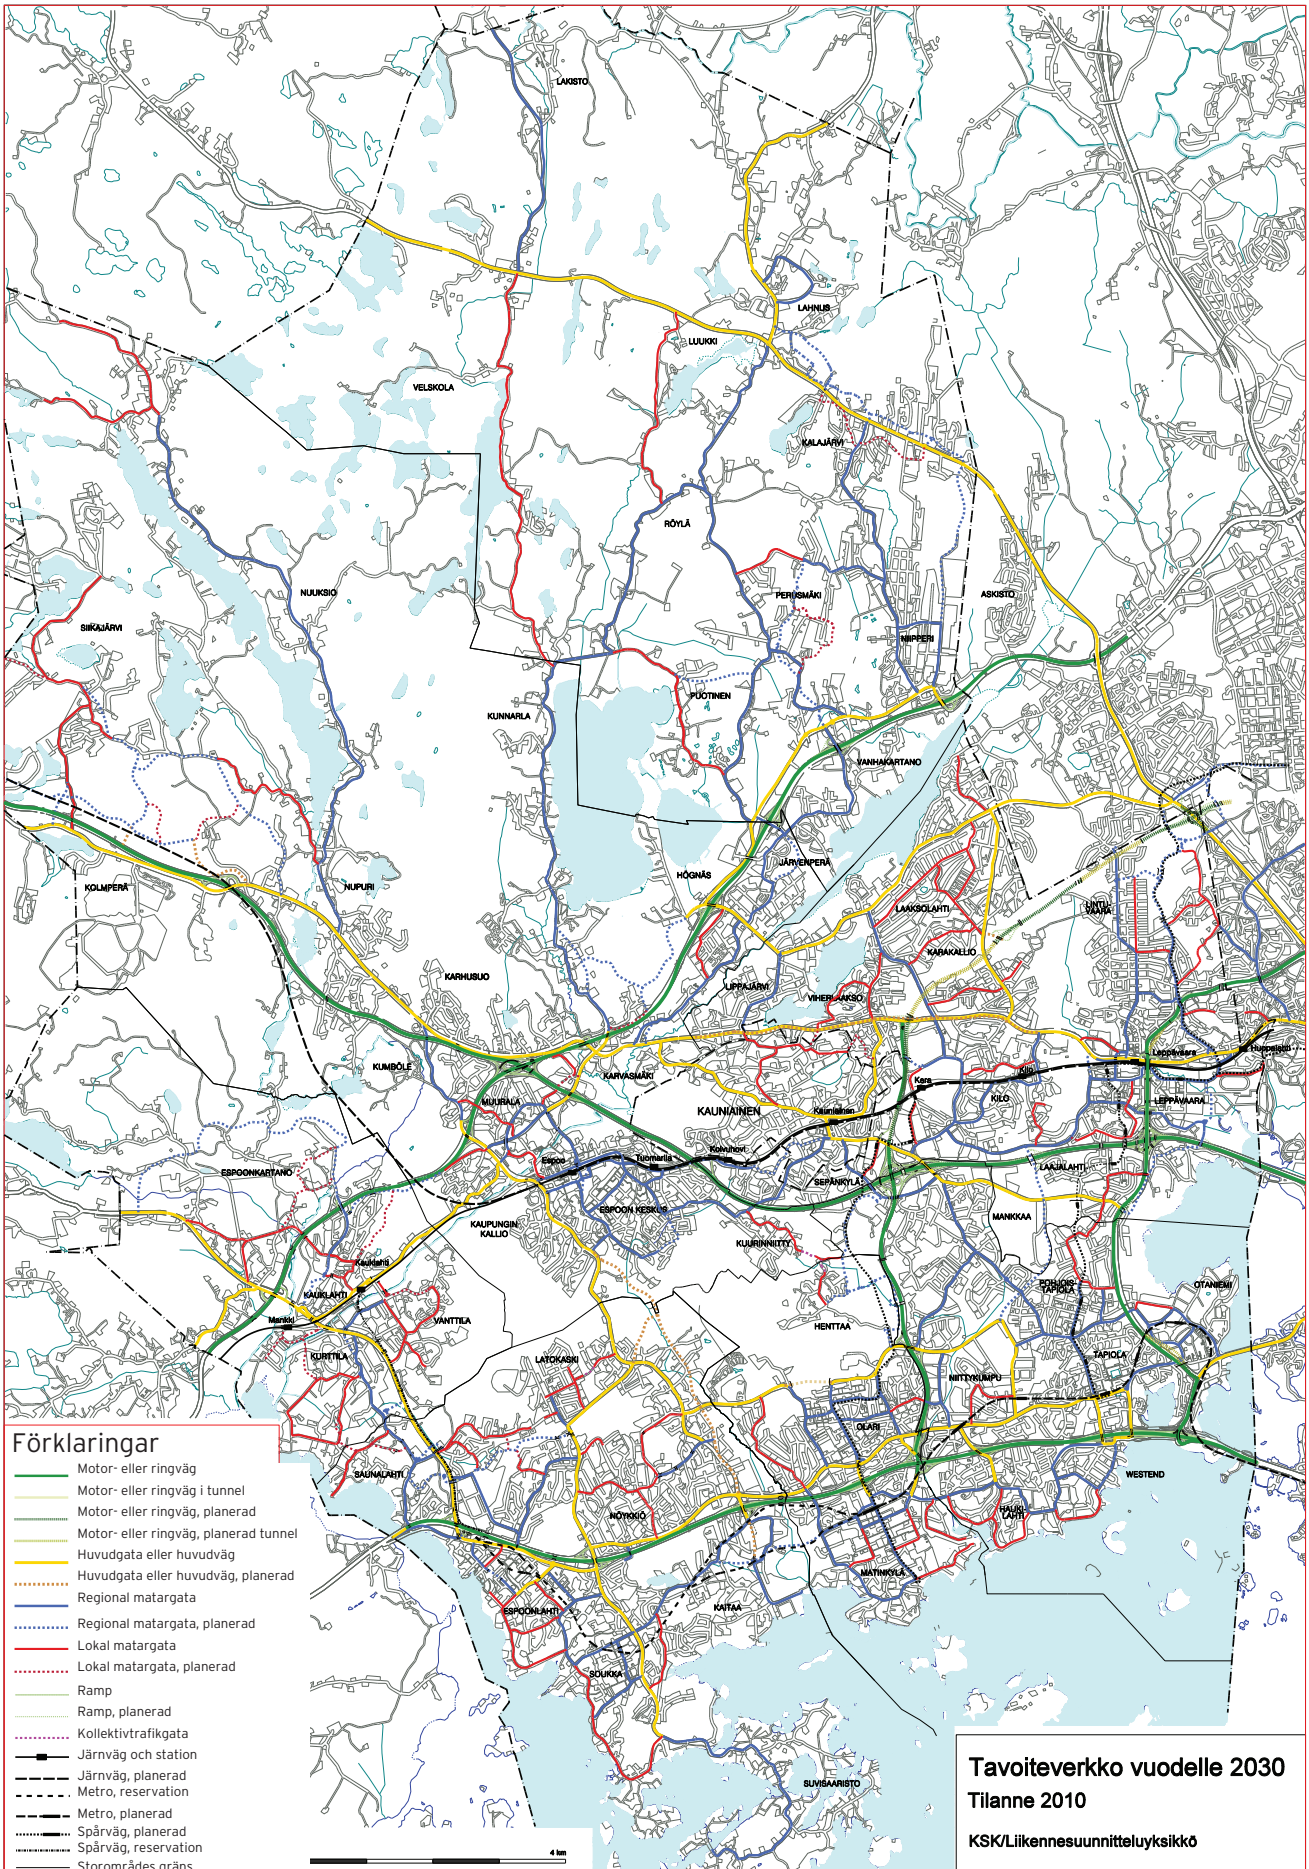 LAKISTO
LAHNUS
LUUKKI
VELSKOLA
KALAJÄRVI
RÖYLÄ
NUUKSIO
PERUSMÄKI
ASKISTO
SIIKAJÄRVI
NIIPPERI
PUOTINEN
KUNNARLA
VANHAKARTANO
JÄRVENPERÄ
HÖGNÄS
KOLMPERÄ
NUPURI
LAAKSOLAHTI
LINTU-
VAARA
KARAKALLIO
KARHUSUO
LIPPAJÄRVI
VIHERLAAKSO
Leppävaara
Huopalahti
KUMBÖLE
KARVASMÄKI
MUURALA
Kera
Kilo
KILO
LEPPÄVAARA
KAUNIAINEN
Kauniainen
Koivuhovi
Tuomarila
Espoo
ESPOONKARTANO
SEPÄNKYLÄ
LAAJALAHTI
ESPOON KESKUS
MANKKAA
KAUPUNGIN
KALLIO
KUURINNIITTY
Kauklahti
KAUKLAHTI
POHJOIS-
TAPIOLA
OTANIEMI
Mankki
VANTTILA
HENTTAA
KURTTILA
LATOKASKI
TAPIOLA
NIITTYKUMPU
OLARI
SAUNALAHTI
WESTEND
NÖYKKIÖ
HAUKI-
LAHTI
MATINKYLÄ
ESPOONLAHTI
KAITAA
SOUKKA
SUVISAARISTO
Förklaringar
Motor- eller ringväg
Motor- eller ringväg i tunnel
Motor- eller ringväg, planerad
Motor- eller ringväg, planerad tunnel
Huvudgata eller huvudväg
Huvudgata eller huvudväg, planerad
Regional matargata
Regional matargata, planerad
Lokal matargata
Lokal matargata, planerad
Ramp
Ramp, planerad
Kollektivtrafikgata
Järnväg och station
Järnväg, planerad
Metro, reservation
Metro, planerad
Spårväg, planerad
Spårväg, reservation
Storområdes gräns
4 km
Tavoiteverkko vuodelle 2030
Tilanne 2010
KSK/Liikennesuunnitteluyksikkö